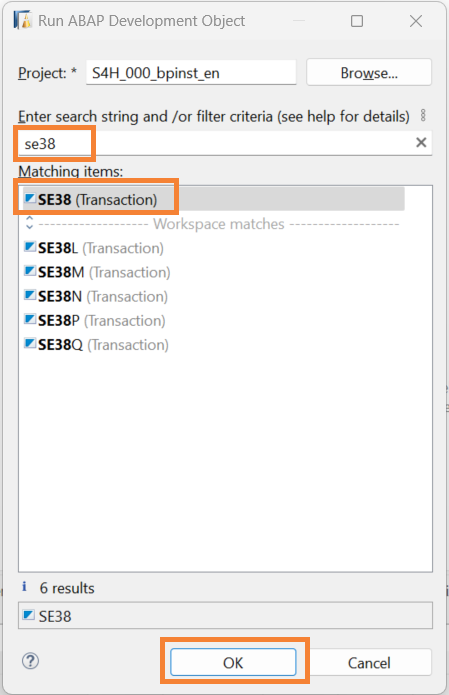 Run ABAP Development Object
Project: * S4H_000_bpinst_en Browse...
Enter search string and /or filter criteria (see help for details)
se38
Matching items:
SE38 (Transaction)
------------------ Workspace matches ------------------
SE38L (Transaction)
SE38M (Transaction)
SE38N (Transaction)
SE38P (Transaction)
SE38Q (Transaction)
6 results
SE38
OK Cancel